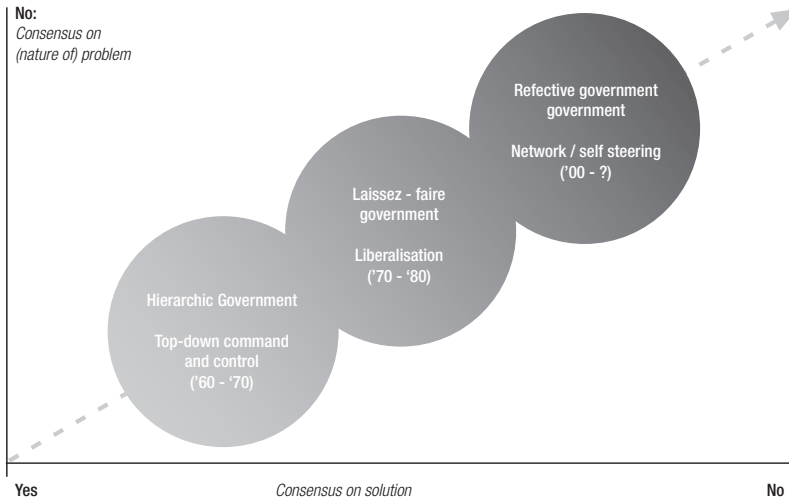 No:
Consensus on
(nature of) problem
Refective government
government
Network / self steering
('00 - ?)
Laissez - faire
government
Liberalisation
('70 - ‘80)
Hierarchic Government
Top-down command
and control
('60 - ‘70)
Yes
Consensus on solution
No